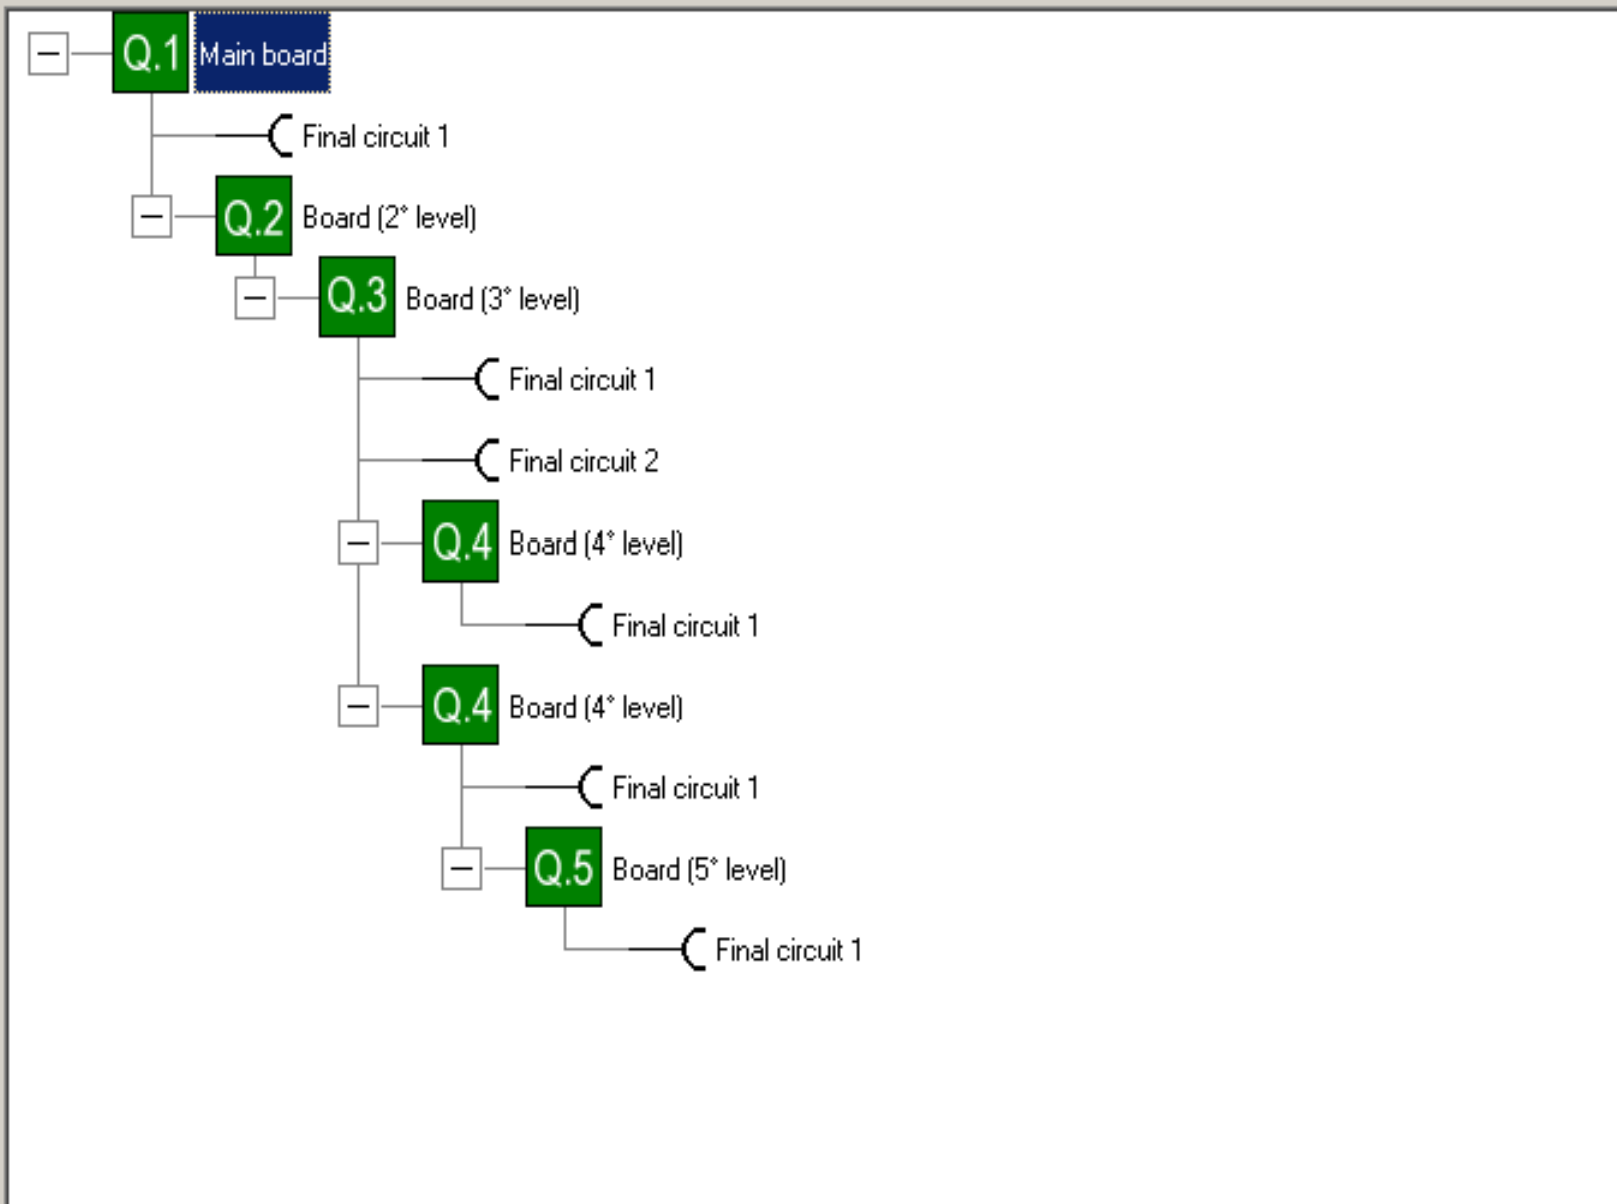 Q.1 Main board
Final circuit 1
Q.2 Board (2° level)
Q.3 Board (3° level)
Final circuit 1
Final circuit 2
Q.4 Board (4° level)
Final circuit 1
Q.4 Board (4° level)
Final circuit 1
Q.5 Board (5° level)
Final circuit 1